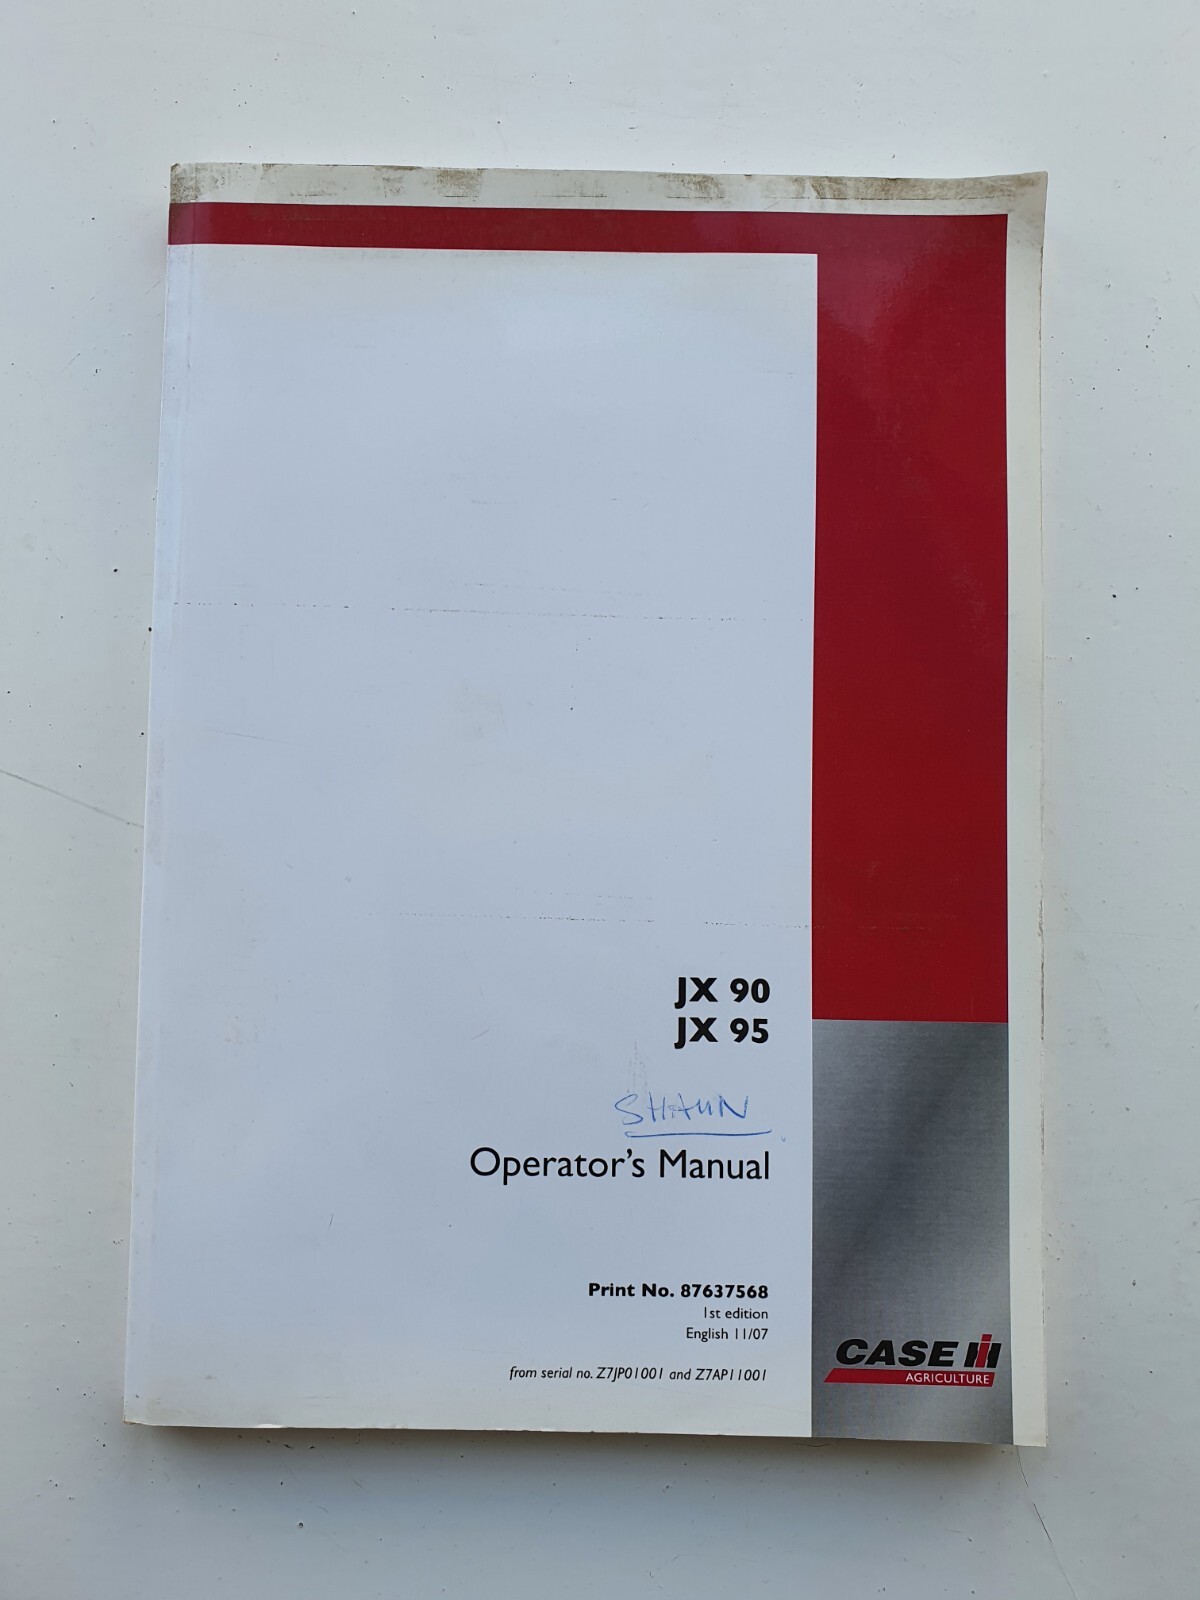 JX 90
JX 95
SHAUN
Operator's Manual
Print No. 87637568
1st edition
English 11/07
from serial no. Z7JP01001 and Z7AP11001
CASE IH
AGRICULTURE